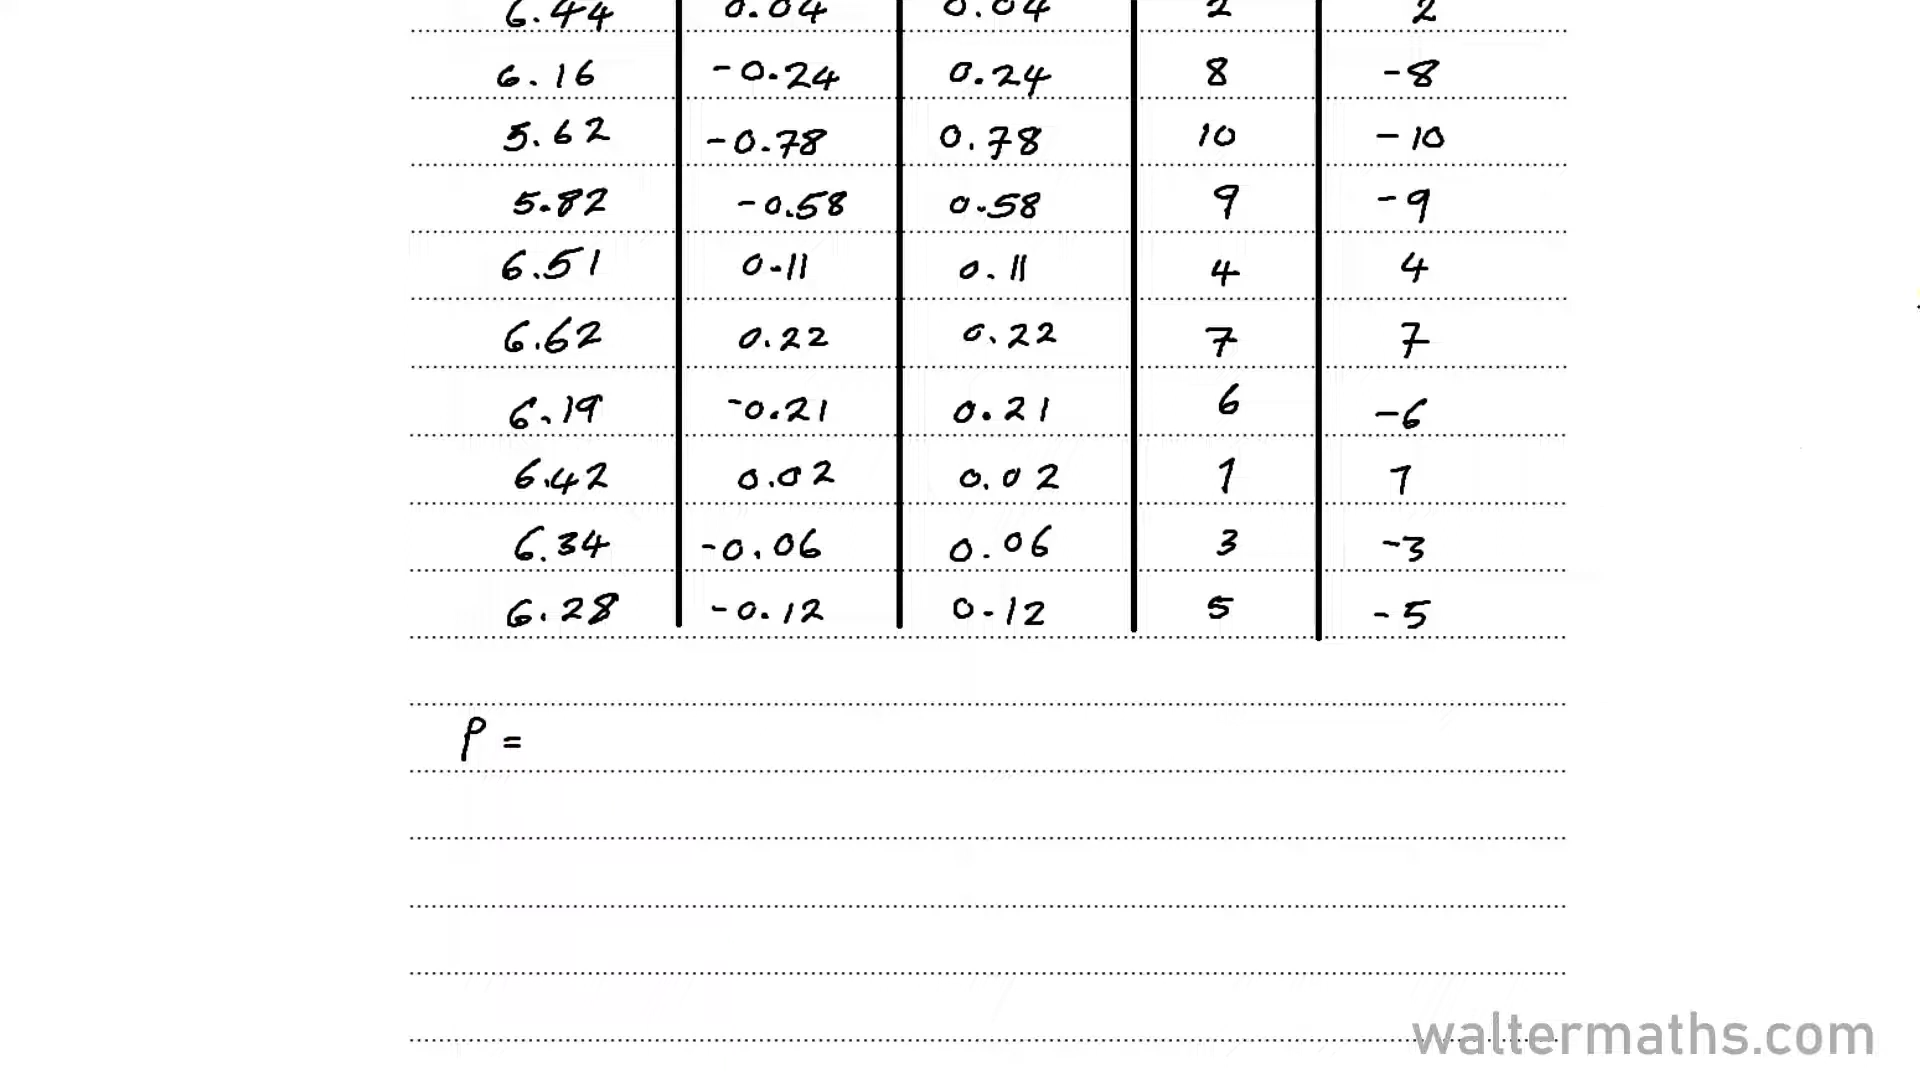 6.44 0.04 0.04 2 2
6.16 -0.24 0.24 8 -8
5.62 -0.78 0.78 10 -10
5.82 -0.58 0.58 9 -9
6.51 0.11 0.11 4 4
6.62 0.22 0.22 7 7
6.19 -0.21 0.21 6 -6
6.42 0.02 0.02 1 1
6.34 -0.06 0.06 3 -3
6.28 -0.12 0.12 5 -5
P =
waltermaths.com